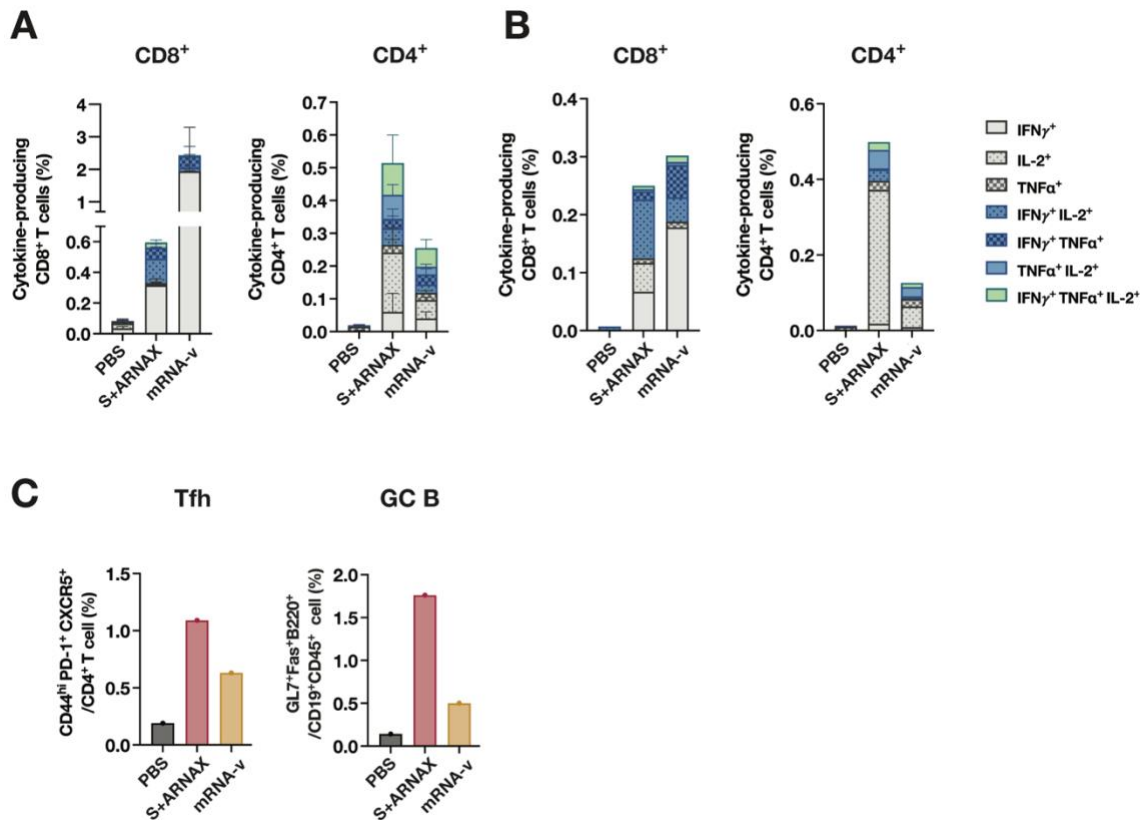 A
CD8⁺
Cytokine-producing
CD8⁺ T cells (%)
4
3
2
1
0.6
0.4
0.2
0.0
PBS
S+ARNAX
mRNA-v
CD4⁺
Cytokine-producing
CD4⁺ T cells (%)
0.7
0.6
0.5
0.4
0.3
0.2
0.1
0.0
PBS
S+ARNAX
mRNA-v
B
CD8⁺
Cytokine-producing
CD8⁺ T cells (%)
0.4
0.3
0.2
0.1
0.0
PBS
S+ARNAX
mRNA-v
CD4⁺
Cytokine-producing
CD4⁺ T cells (%)
0.6
0.4
0.2
0.0
PBS
S+ARNAX
mRNA-v
IFNγ⁺
IL-2⁺
TNFα⁺
IFNγ⁺ IL-2⁺
IFNγ⁺ TNFα⁺
TNFα⁺ IL-2⁺
IFNγ⁺ TNFα⁺ IL-2⁺
C
Tfh
CD44ʰⁱ PD-1⁺ CXCR5⁺
/CD4⁺ T cell (%)
1.5
1.0
0.5
0.0
PBS
S+ARNAX
mRNA-v
GC B
GL7⁺Fas⁺B220⁺
/CD19⁺CD45⁺ cell (%)
2.0
1.5
1.0
0.5
0.0
PBS
S+ARNAX
mRNA-v